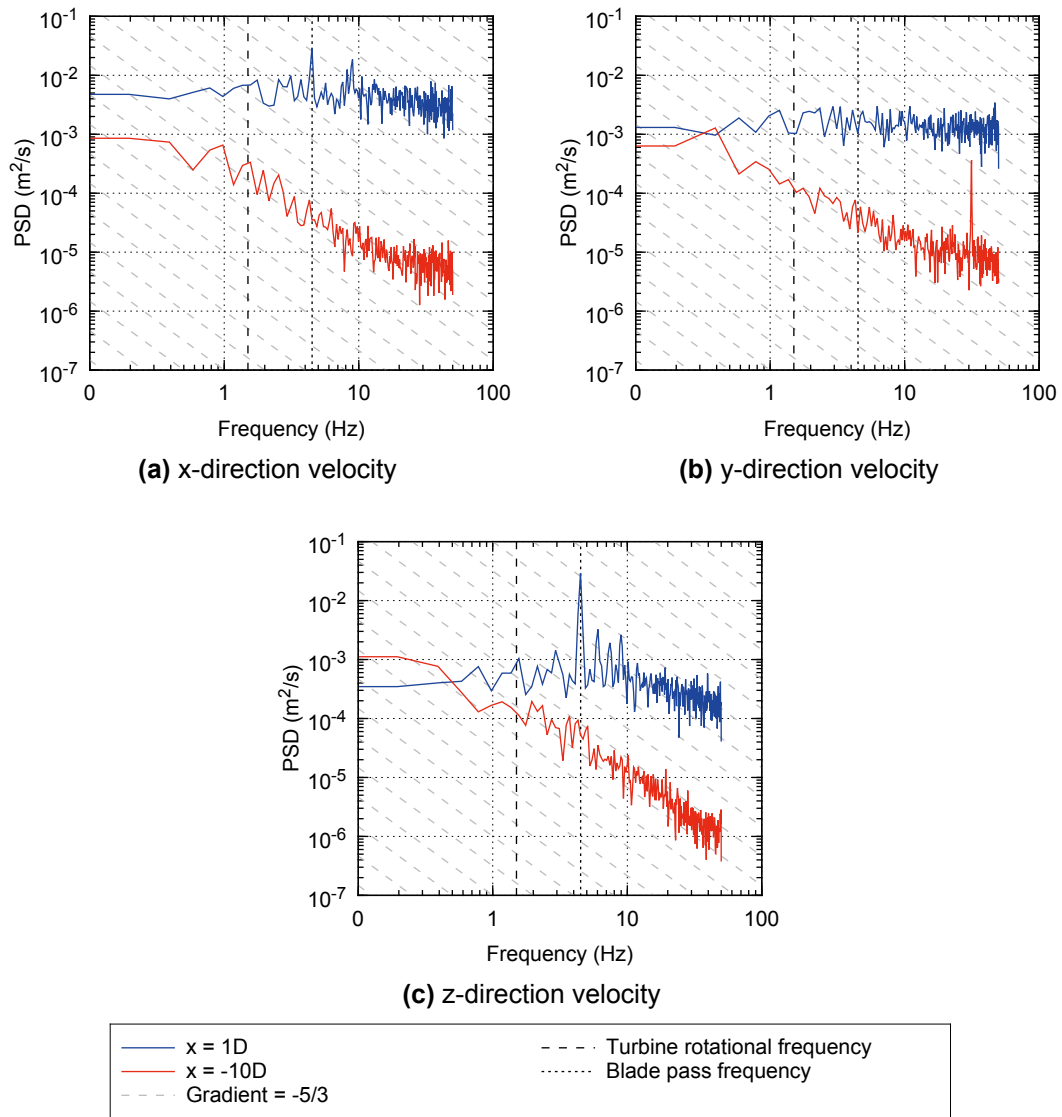 10⁻¹
10⁻²
10⁻³
10⁻⁴
10⁻⁵
10⁻⁶
10⁻⁷
PSD (m²/s)
0 1 10 100
Frequency (Hz)
(a) x-direction velocity
10⁻¹
10⁻²
10⁻³
10⁻⁴
10⁻⁵
10⁻⁶
10⁻⁷
PSD (m²/s)
0 1 10 100
Frequency (Hz)
(b) y-direction velocity
10⁻¹
10⁻²
10⁻³
10⁻⁴
10⁻⁵
10⁻⁶
10⁻⁷
PSD (m²/s)
0 1 10 100
Frequency (Hz)
(c) z-direction velocity
x = 1D
x = -10D
Gradient = -5/3
Turbine rotational frequency
Blade pass frequency